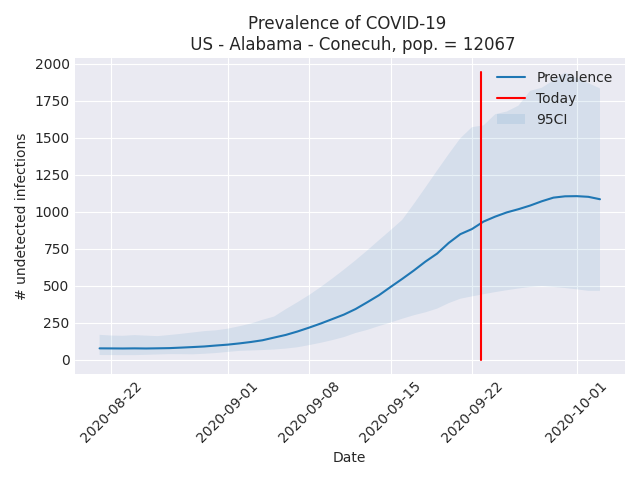 Prevalence of COVID-19
US - Alabama - Conecuh, pop. = 12067
Prevalence
Today
95CI
# undetected infections
2000
1750
1500
1250
1000
750
500
250
0
2020-08-22
2020-09-01
2020-09-08
2020-09-15
2020-09-22
2020-10-01
Date